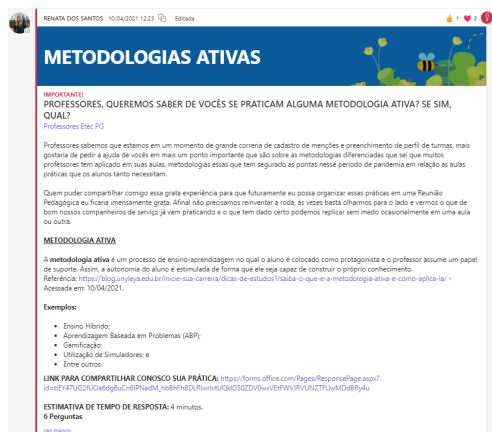 RENATA DOS SANTOS 10/04/2021 12:23 Editada
1 2
METODOLOGIAS ATIVAS
IMPORTANTE!
PROFESSORES, QUEREMOS SABER DE VOCÊS SE PRATICAM ALGUMA METODOLOGIA ATIVA? SE SIM,
QUAL?
Professores Etec PG
Professores sabemos que estamos em um momento de grande correria de cadastro de menções e preenchimento de perfil de turmas, mais
gostaria de pedir a ajuda de vocês em mais um ponto importante que são sobre as metodologias diferenciadas que sei que muitos
professores tem aplicado em suas aulas, metodologias essas que tem segurado as pontas nesse período de pandemia em relação as aulas
práticas que os alunos tanto necessitam.
Quem puder compartilhar comigo essa grata experiência para que futuramente eu possa organizar essas práticas em uma Reunião
Pedagógica eu ficaria imensamente grata. Afinal não precisamos reinventar a roda, ás vezes basta olharmos para o lado e vermos o que de
bom nossos companheiros de serviço já vem praticando e o que tem dado certo podemos replicar sem medo ocasionalmente em uma aula
ou outra.
METODOLOGIA ATIVA
A metodologia ativa é um processo de ensino-aprendizagem no qual o aluno é colocado como protagonista e o professor assume um papel
de suporte. Assim, a autonomia do aluno é estimulada de forma que ele seja capaz de construir o próprio conhecimento.
Referência: https://blog.unyleya.edu.br/inicie-sua-carreira/dicas-de-estudos1/saiba-o-que-e-a-metodologia-ativa-e-como-aplica-la/ -
Acessada em: 10/04/2021.
Exemplos:
Ensino Híbrido;
Aprendizagem Baseada em Problemas (ABP);
Gamificação;
Utilização de Simuladores; e
Entre outros.
LINK PARA COMPARTILHAR CONOSCO SUA PRÁTICA: https://forms.office.com/Pages/ResponsePage.aspx?
ESTIMATIVA DE TEMPO DE RESPOSTA: 4 minutos.
6 Perguntas
Ver menos